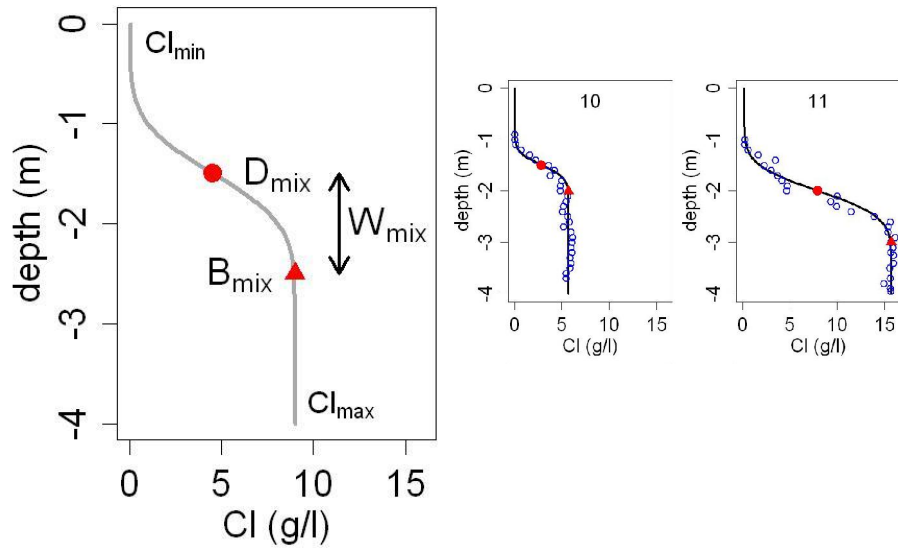 0
-1
-2
-3
-4
depth (m)
Cl_min
D_mix
W_mix
B_mix
Cl_max
0 5 10 15
Cl (g/l)
10
0
-1
-2
-3
-4
depth (m)
0 5 10 15
Cl (g/l)
11
0
-1
-2
-3
-4
depth (m)
0 5 10 15
Cl (g/l)